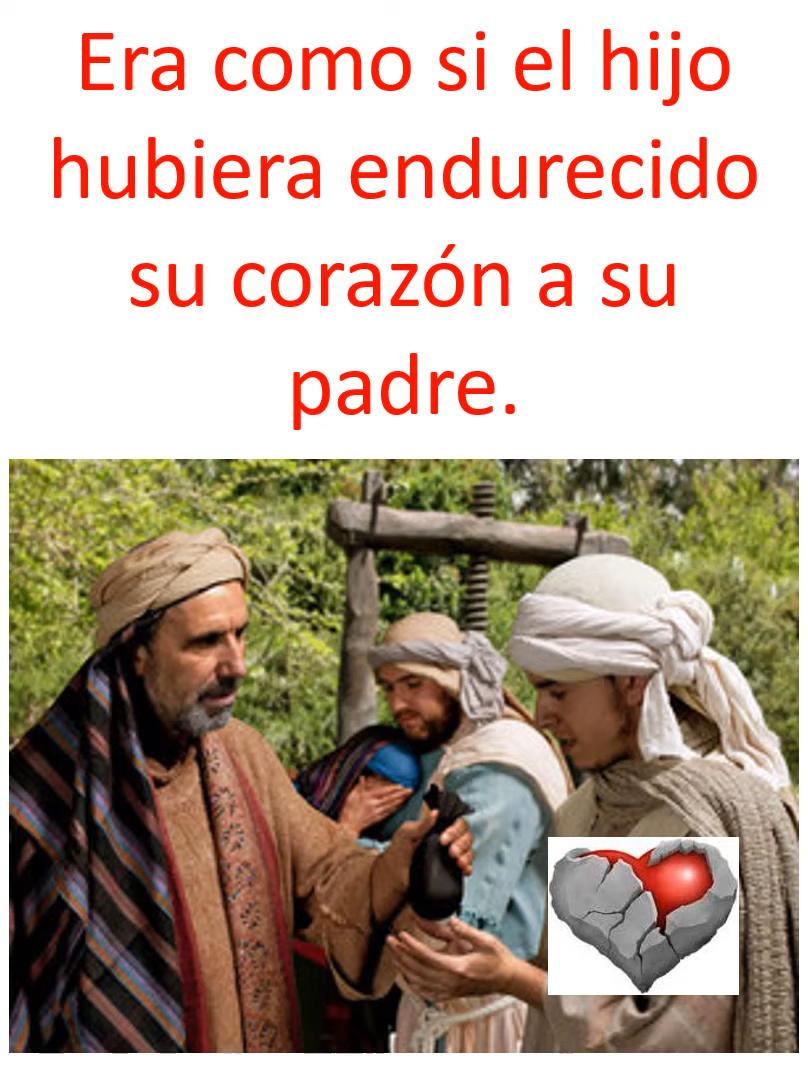 Era como si el hijo
hubiera endurecido
su corazón a su
padre.